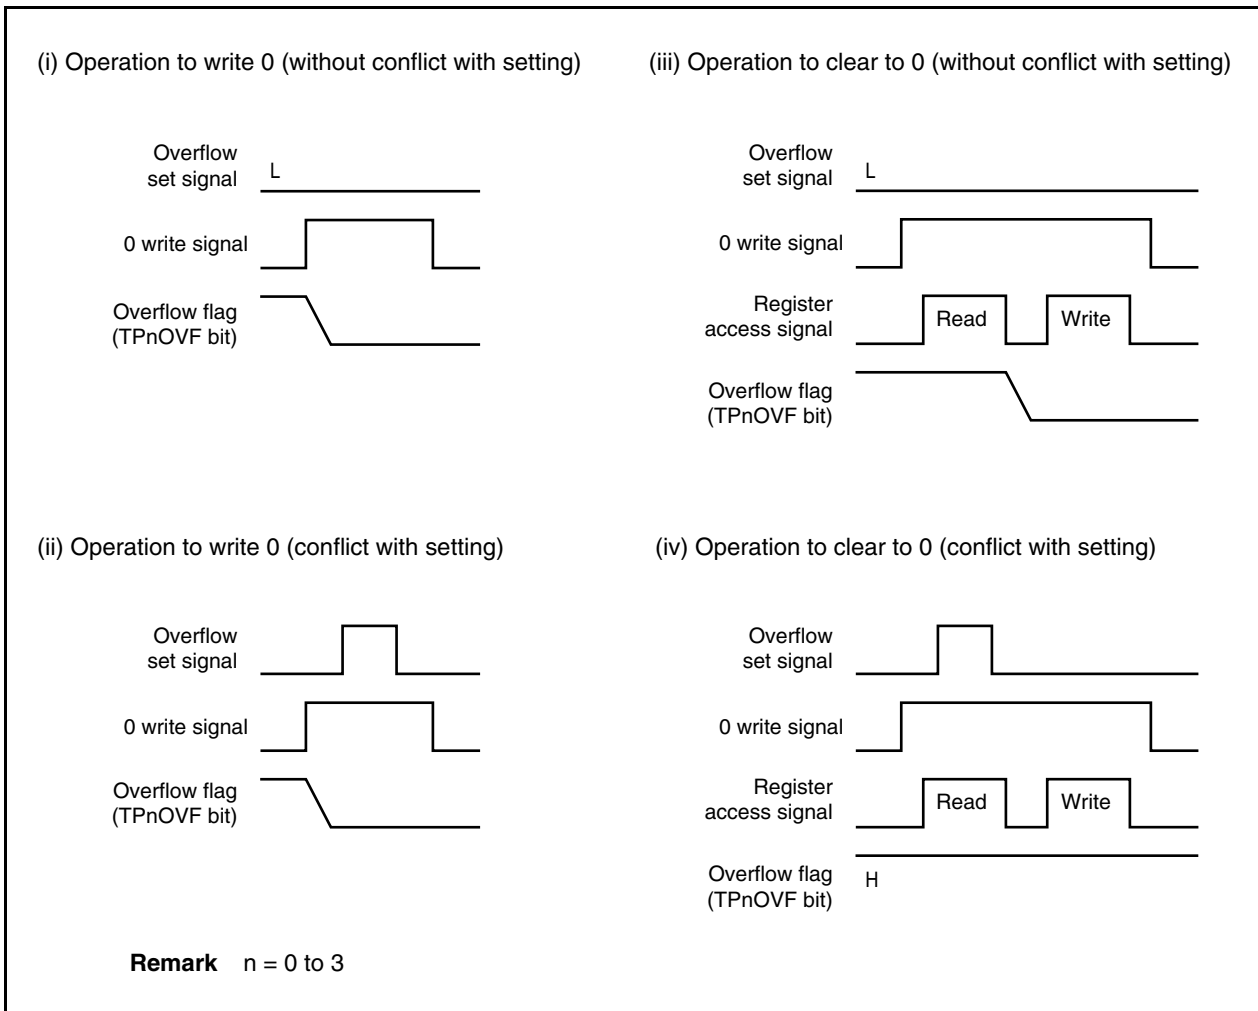 (i) Operation to write 0 (without conflict with setting)
Overflow
set signal
L
0 write signal
Overflow flag
(TPnOVF bit)
(iii) Operation to clear to 0 (without conflict with setting)
Overflow
set signal
L
0 write signal
Register
access signal
Read
Write
Overflow flag
(TPnOVF bit)
(ii) Operation to write 0 (conflict with setting)
Overflow
set signal
0 write signal
Overflow flag
(TPnOVF bit)
(iv) Operation to clear to 0 (conflict with setting)
Overflow
set signal
0 write signal
Register
access signal
Read
Write
Overflow flag
(TPnOVF bit)
H
Remark n = 0 to 3